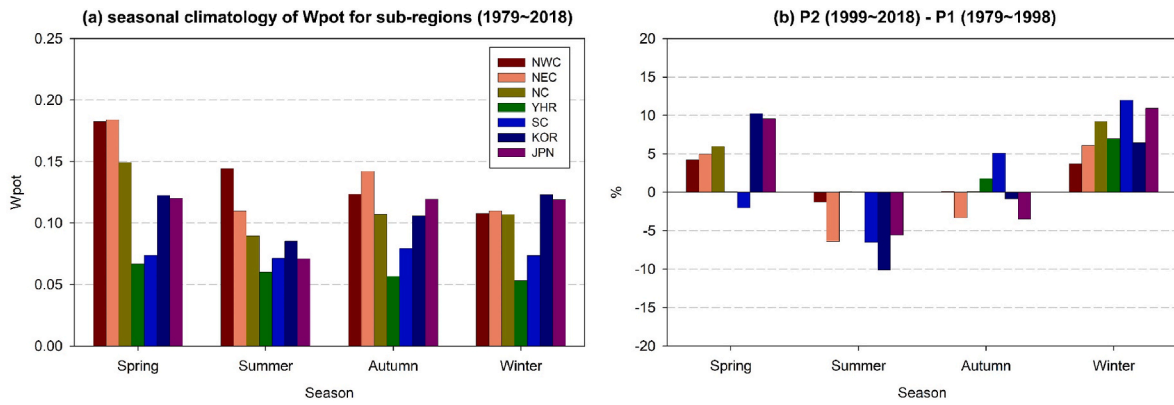 (a) seasonal climatology of Wpot for sub-regions (1979~2018)
0.25
0.20
0.15
0.10
0.05
0.00
Wpot
NWC
NEC
NC
YHR
SC
KOR
JPN
Spring Summer Autumn Winter
Season
(b) P2 (1999~2018) - P1 (1979~1998)
20
15
10
5
0
-5
-10
-15
-20
%
Spring Summer Autumn Winter
Season